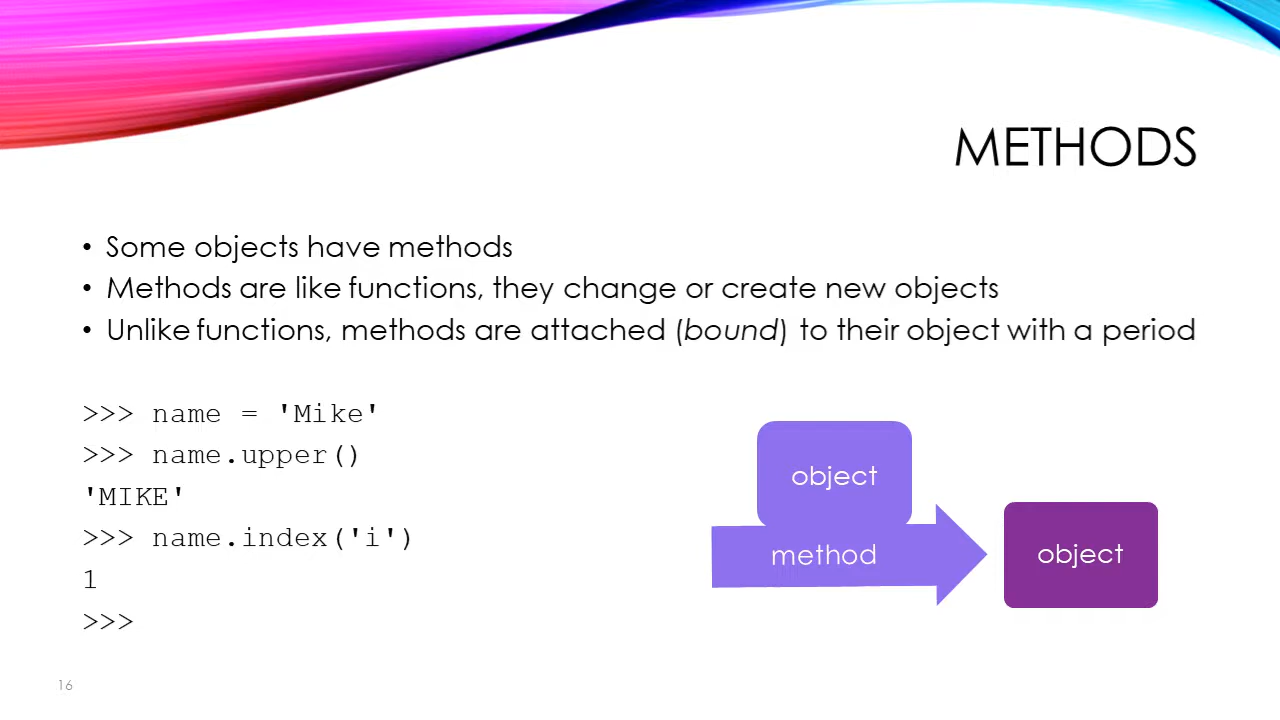 METHODS
• Some objects have methods
• Methods are like functions, they change or create new objects
• Unlike functions, methods are attached (bound) to their object with a period
>>> name = 'Mike'
>>> name.upper()
'MIKE'
>>> name.index('i')
1
>>>
object
method
object
16